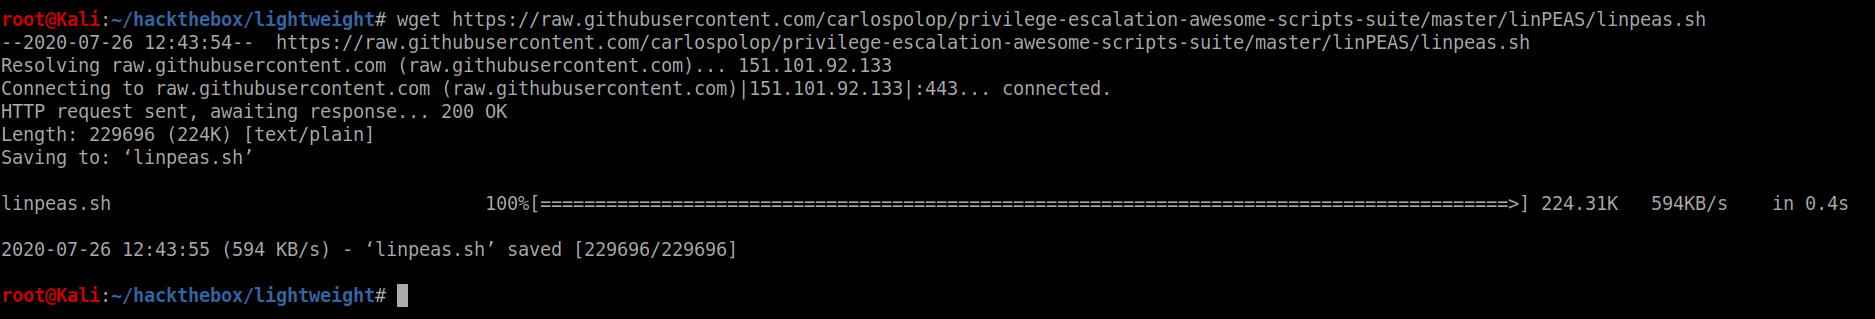 root@Kali:~/hackthebox/lightweight# wget https://raw.githubusercontent.com/carlospolop/privilege-escalation-awesome-scripts-suite/master/linPEAS/linpeas.sh
--2020-07-26 12:43:54--  https://raw.githubusercontent.com/carlospolop/privilege-escalation-awesome-scripts-suite/master/linPEAS/linpeas.sh
Resolving raw.githubusercontent.com (raw.githubusercontent.com)... 151.101.92.133
Connecting to raw.githubusercontent.com (raw.githubusercontent.com)|151.101.92.133|:443... connected.
HTTP request sent, awaiting response... 200 OK
Length: 229696 (224K) [text/plain]
Saving to: ‘linpeas.sh’
linpeas.sh                                  100%[========================================================================================>] 224.31K   594KB/s    in 0.4s
2020-07-26 12:43:55 (594 KB/s) - ‘linpeas.sh’ saved [229696/229696]
root@Kali:~/hackthebox/lightweight#